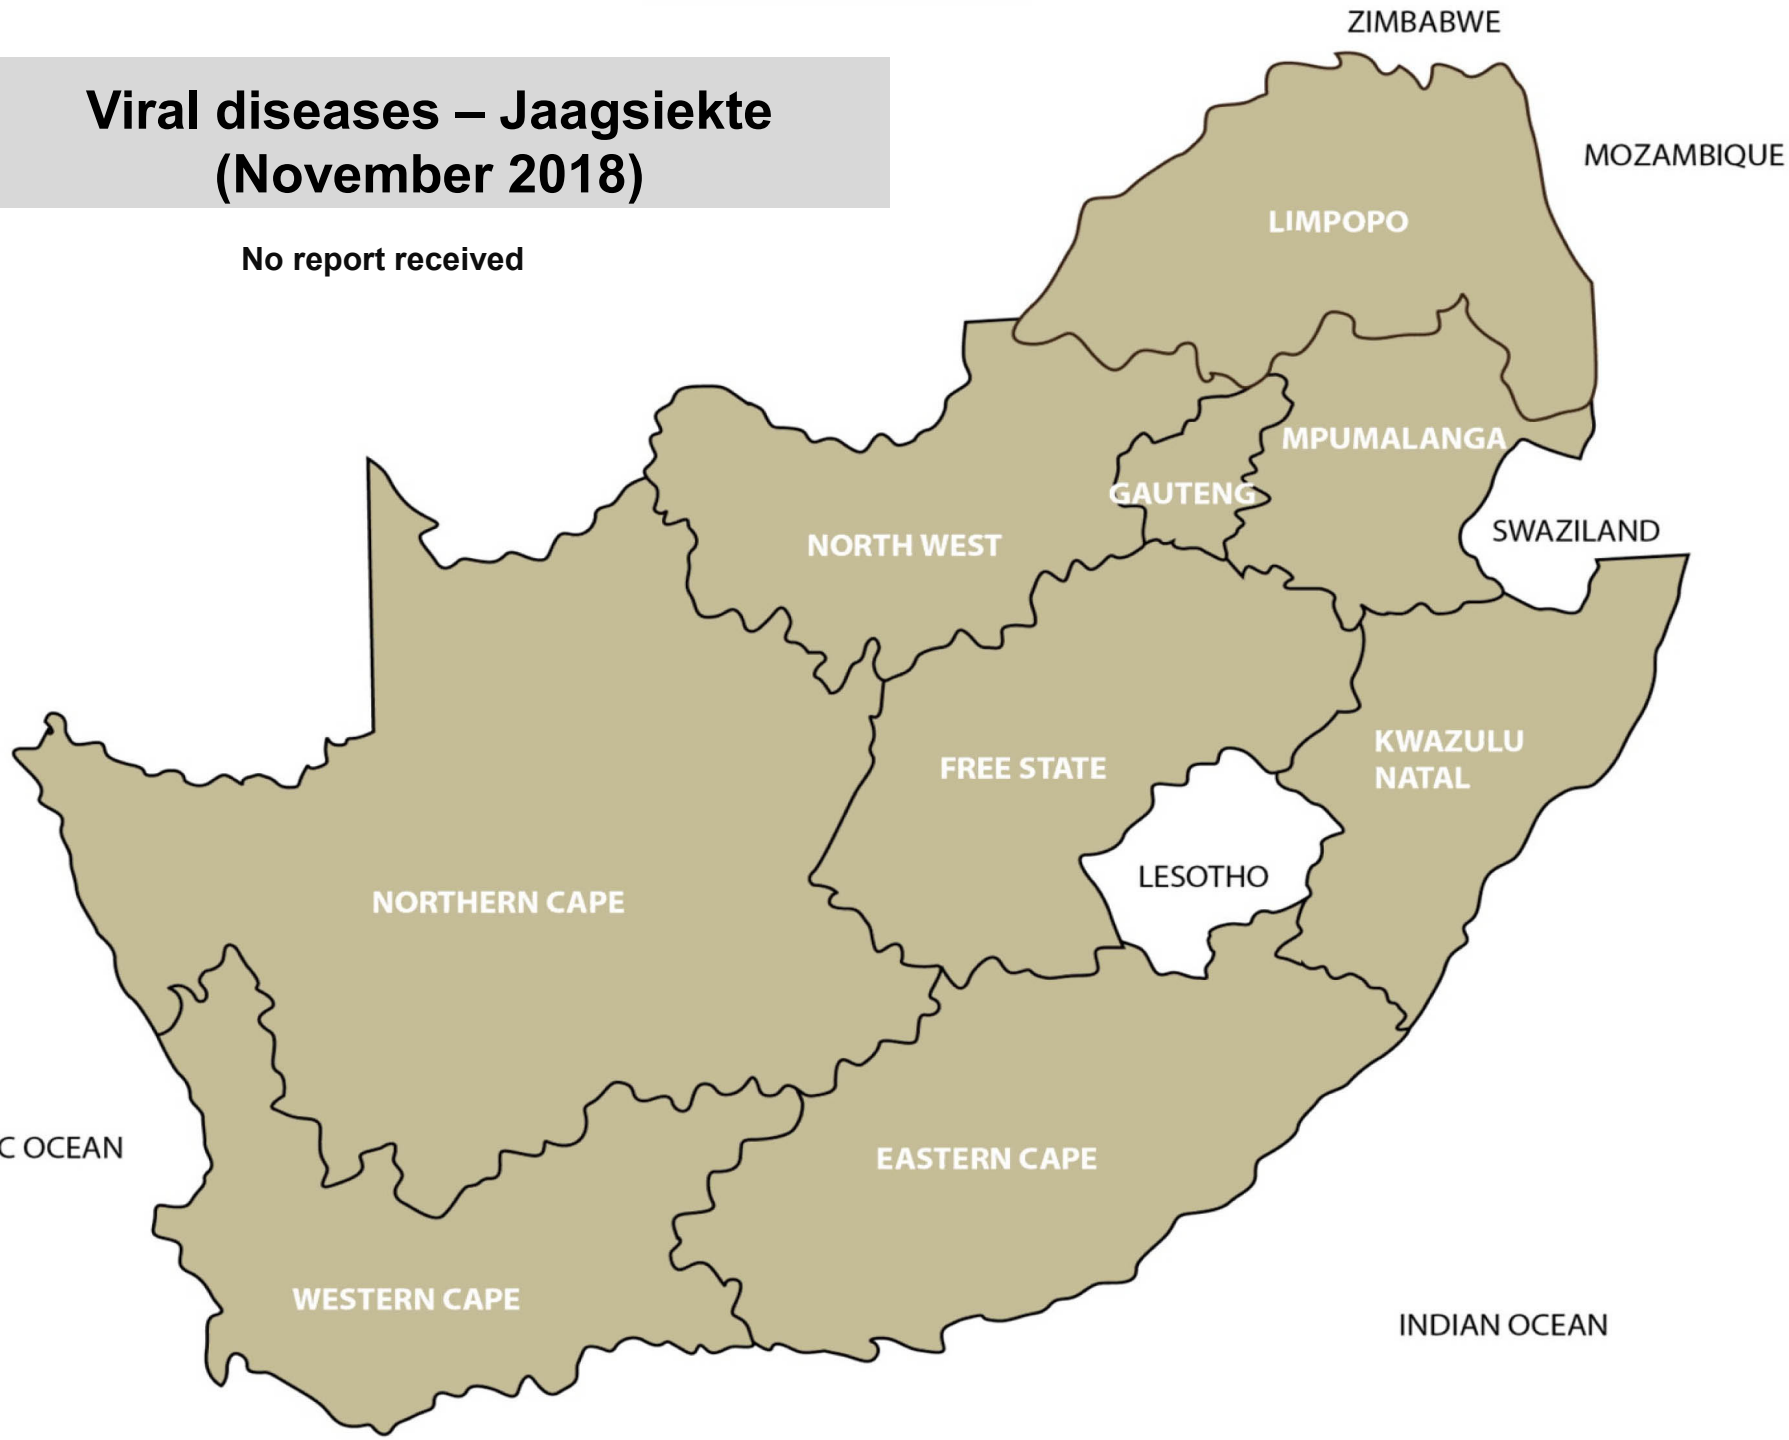 ZIMBABWE
Viral diseases – Jaagsiekte
(November 2018)
MOZAMBIQUE
LIMPOPO
No report received
MPUMALANGA
GAUTENG
SWAZILAND
NORTH WEST
KWAZULU
NATAL
FREE STATE
LESOTHO
NORTHERN CAPE
C OCEAN
EASTERN CAPE
WESTERN CAPE
INDIAN OCEAN